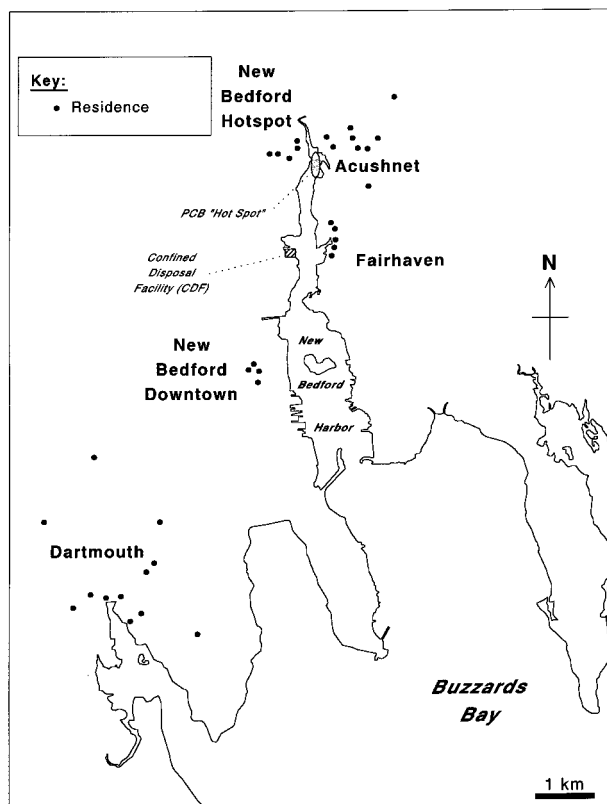 Key:
Residence
New
Bedford
Hotspot
Acushnet
PCB "Hot Spot"
Confined
Disposal
Facility (CDF)
Fairhaven
N
New
Bedford
Downtown
New
Bedford
Harbor
Dartmouth
Buzzards
Bay
1 km